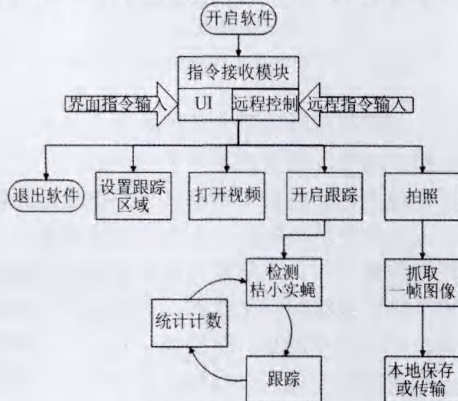 开启软件
指令接收模块
界面指令输入
UI
远程控制
远程指令输入
退出软件
设置跟踪
区域
打开视频
开启跟踪
拍照
检测
桔小实蝇
抓取
一帧图像
统计计数
跟踪
本地保存
或传输